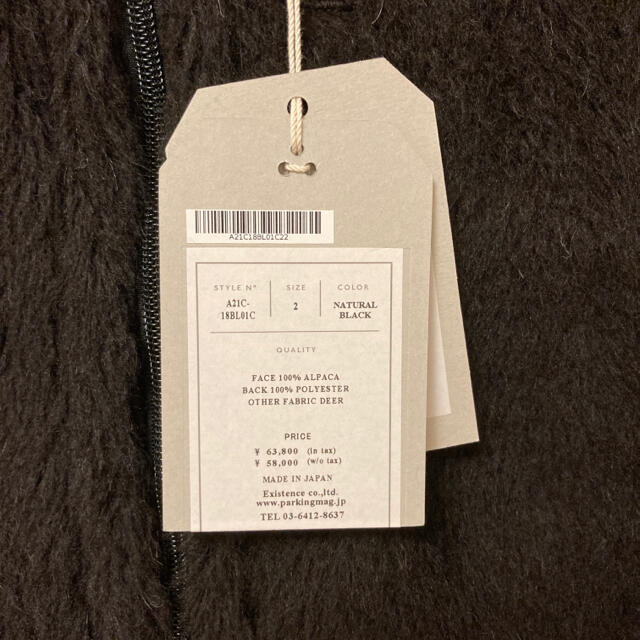 A21C18BL01C22
STYLE Nº
SIZE
COLOR
A21C-
18BL01C
2
NATURAL
BLACK
QUALITY
FACE 100% ALPACA
BACK 100% POLYESTER
OTHER FABRIC DEER
PRICE
¥ 63,800 (in tax)
¥ 58,000 (w/o tax)
MADE IN JAPAN
Existence co.,ltd.
www.parkingmag.jp
TEL 03-6412-8637